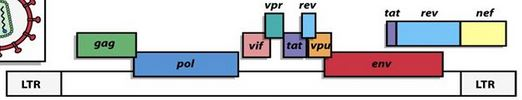 vpr rev
tat rev nef
gag vif tat vpu
pol env
LTR LTR